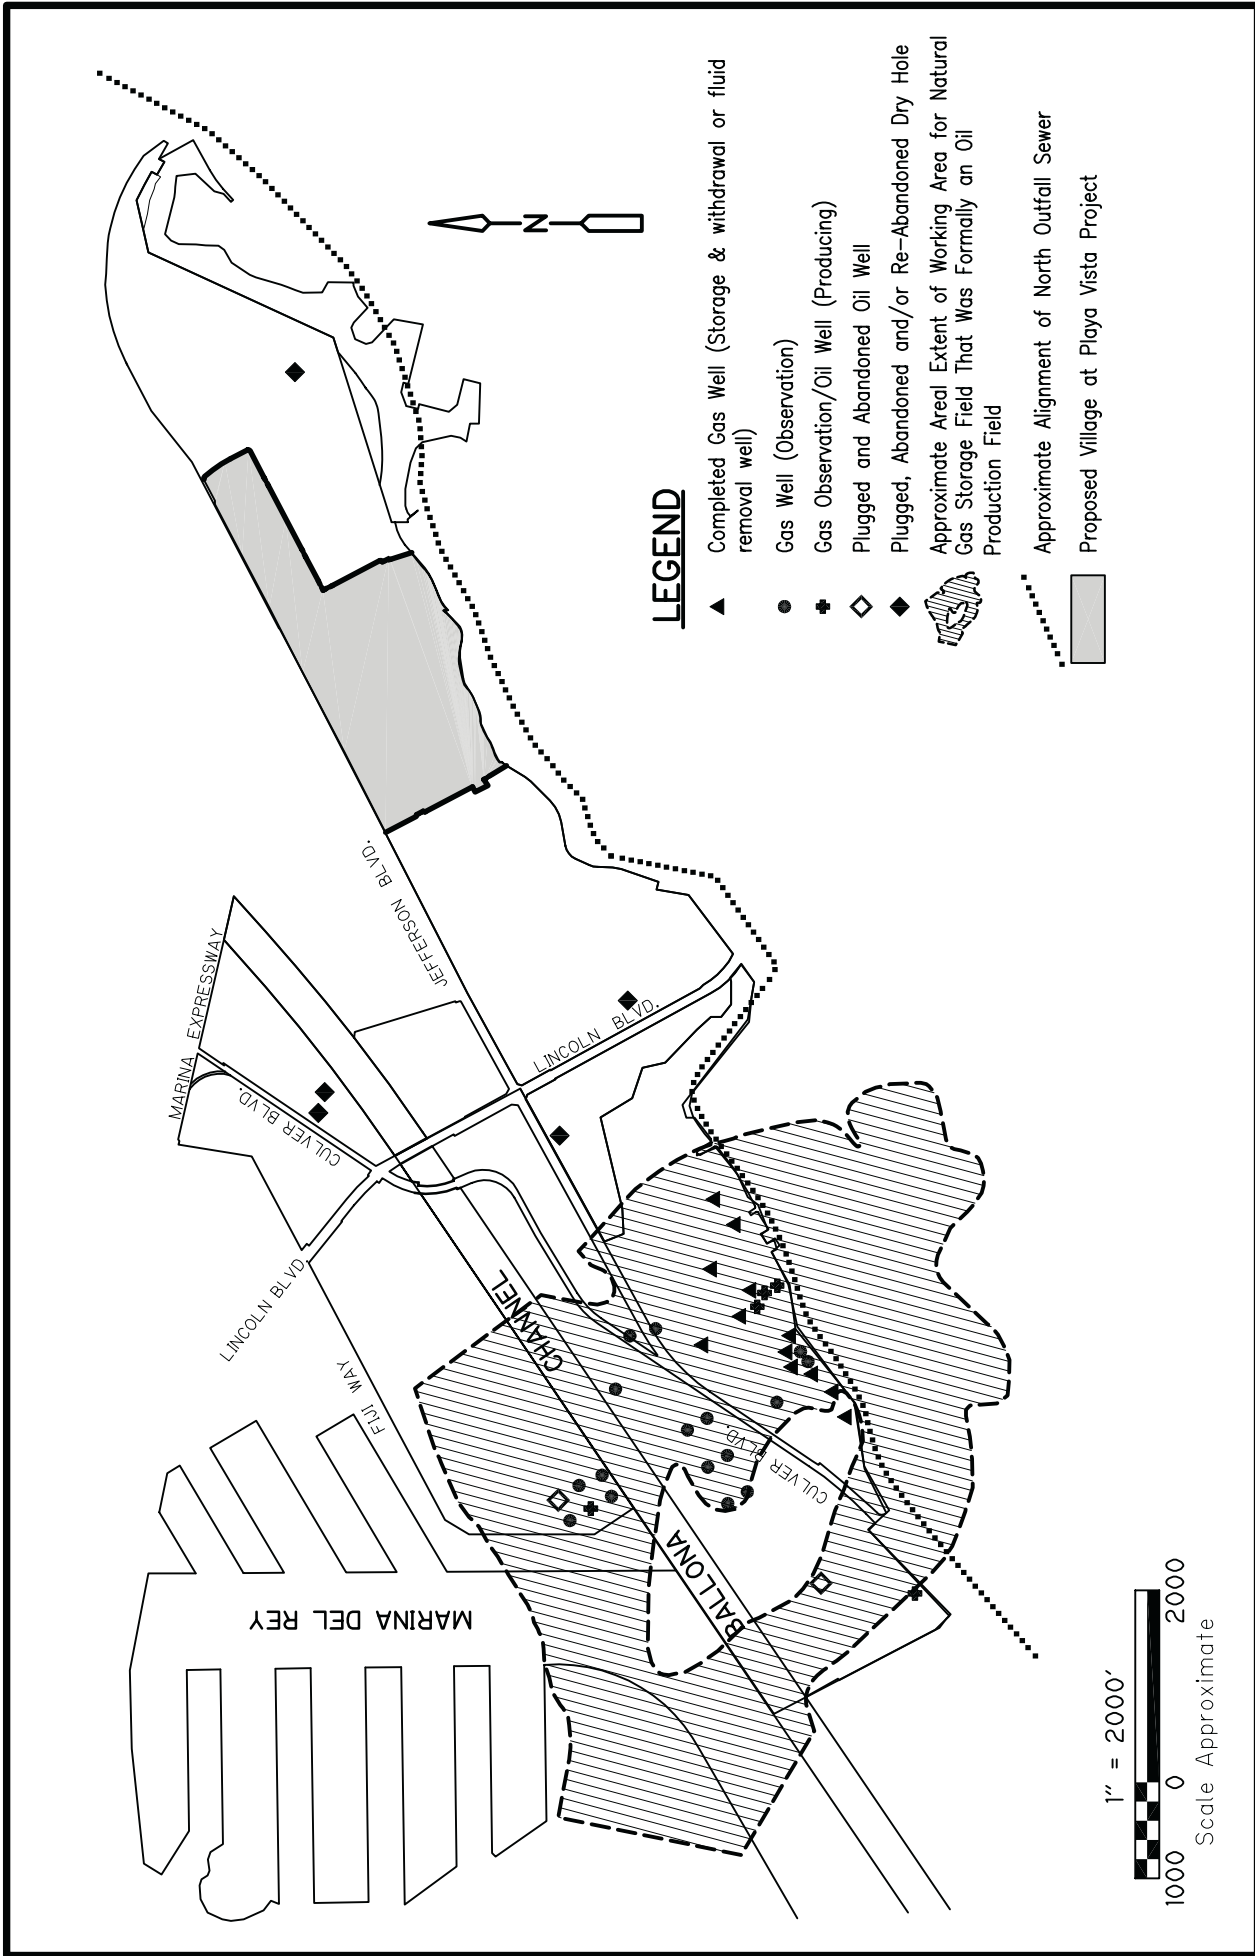 MARINA EXPRESSWAY
CULVER BLVD.
LINCOLN BLVD.
FIJI WAY
MARINA DEL REY
JEFFERSON BLVD.
LINCOLN BLVD.
BALLONA CHANNEL
CULVER BLVD.
N
LEGEND
Completed Gas Well (Storage & withdrawal or fluid
removal well)
Gas Well (Observation)
Gas Observation/Oil Well (Producing)
Plugged and Abandoned Oil Well
Plugged, Abandoned and/or Re-Abandoned Dry Hole
Approximate Areal Extent of Working Area for Natural
Gas Storage Field That Was Formally an Oil
Production Field
Approximate Alignment of North Outfall Sewer
Proposed Village at Playa Vista Project
1" = 2000'
1000 0 2000
Scale Approximate